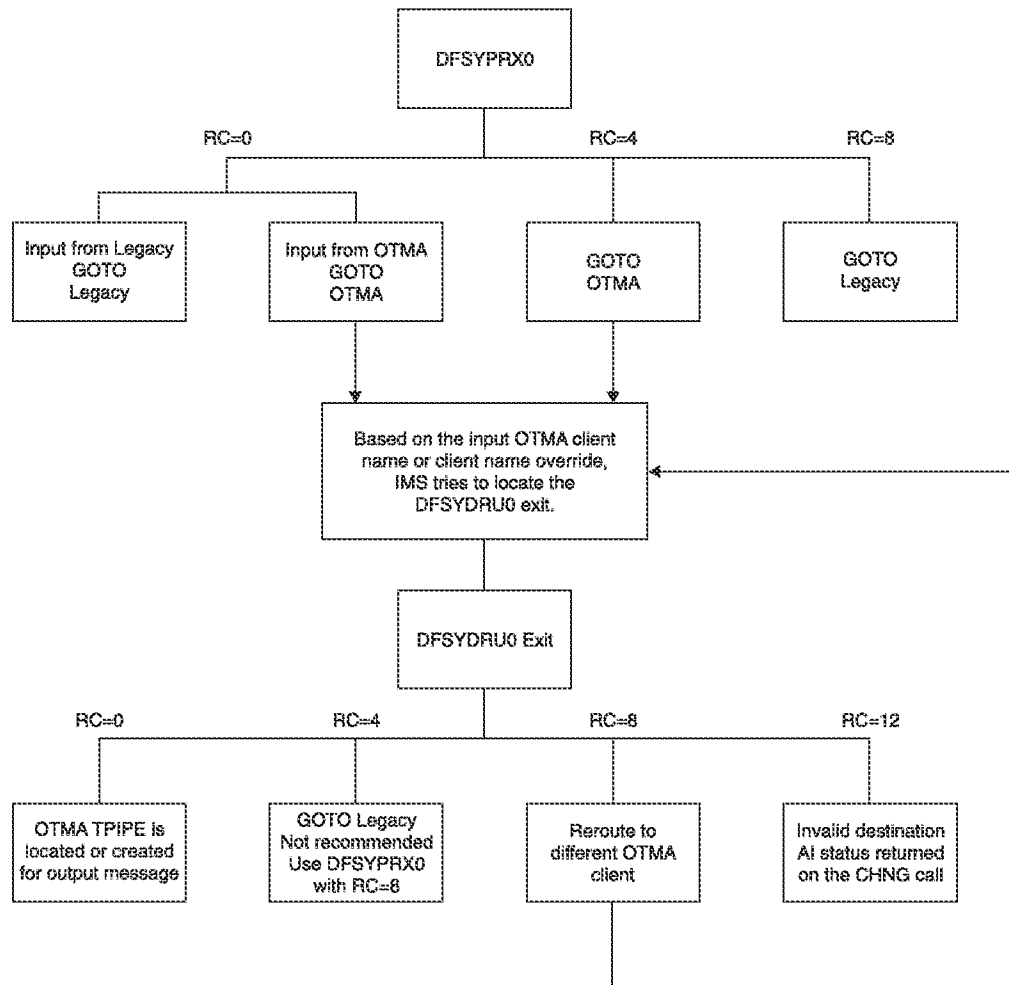 DFSYPRX0
RC=0
RC=4
RC=8
Input from Legacy
GOTO
Legacy
Input from OTMA
GOTO
OTMA
GOTO
OTMA
GOTO
Legacy
Based on the input OTMA client
name or client name override,
IMS tries to locate the
DFSYDRU0 exit.
DFSYDRU0 Exit
RC=0
RC=4
RC=8
RC=12
OTMA TPIPE is
located or created
for output message
GOTO Legacy
Not recommended
Use DFSYPRX0
with RC=8
Reroute to
different OTMA
client
Invalid destination
AI status returned
on the CHNG call